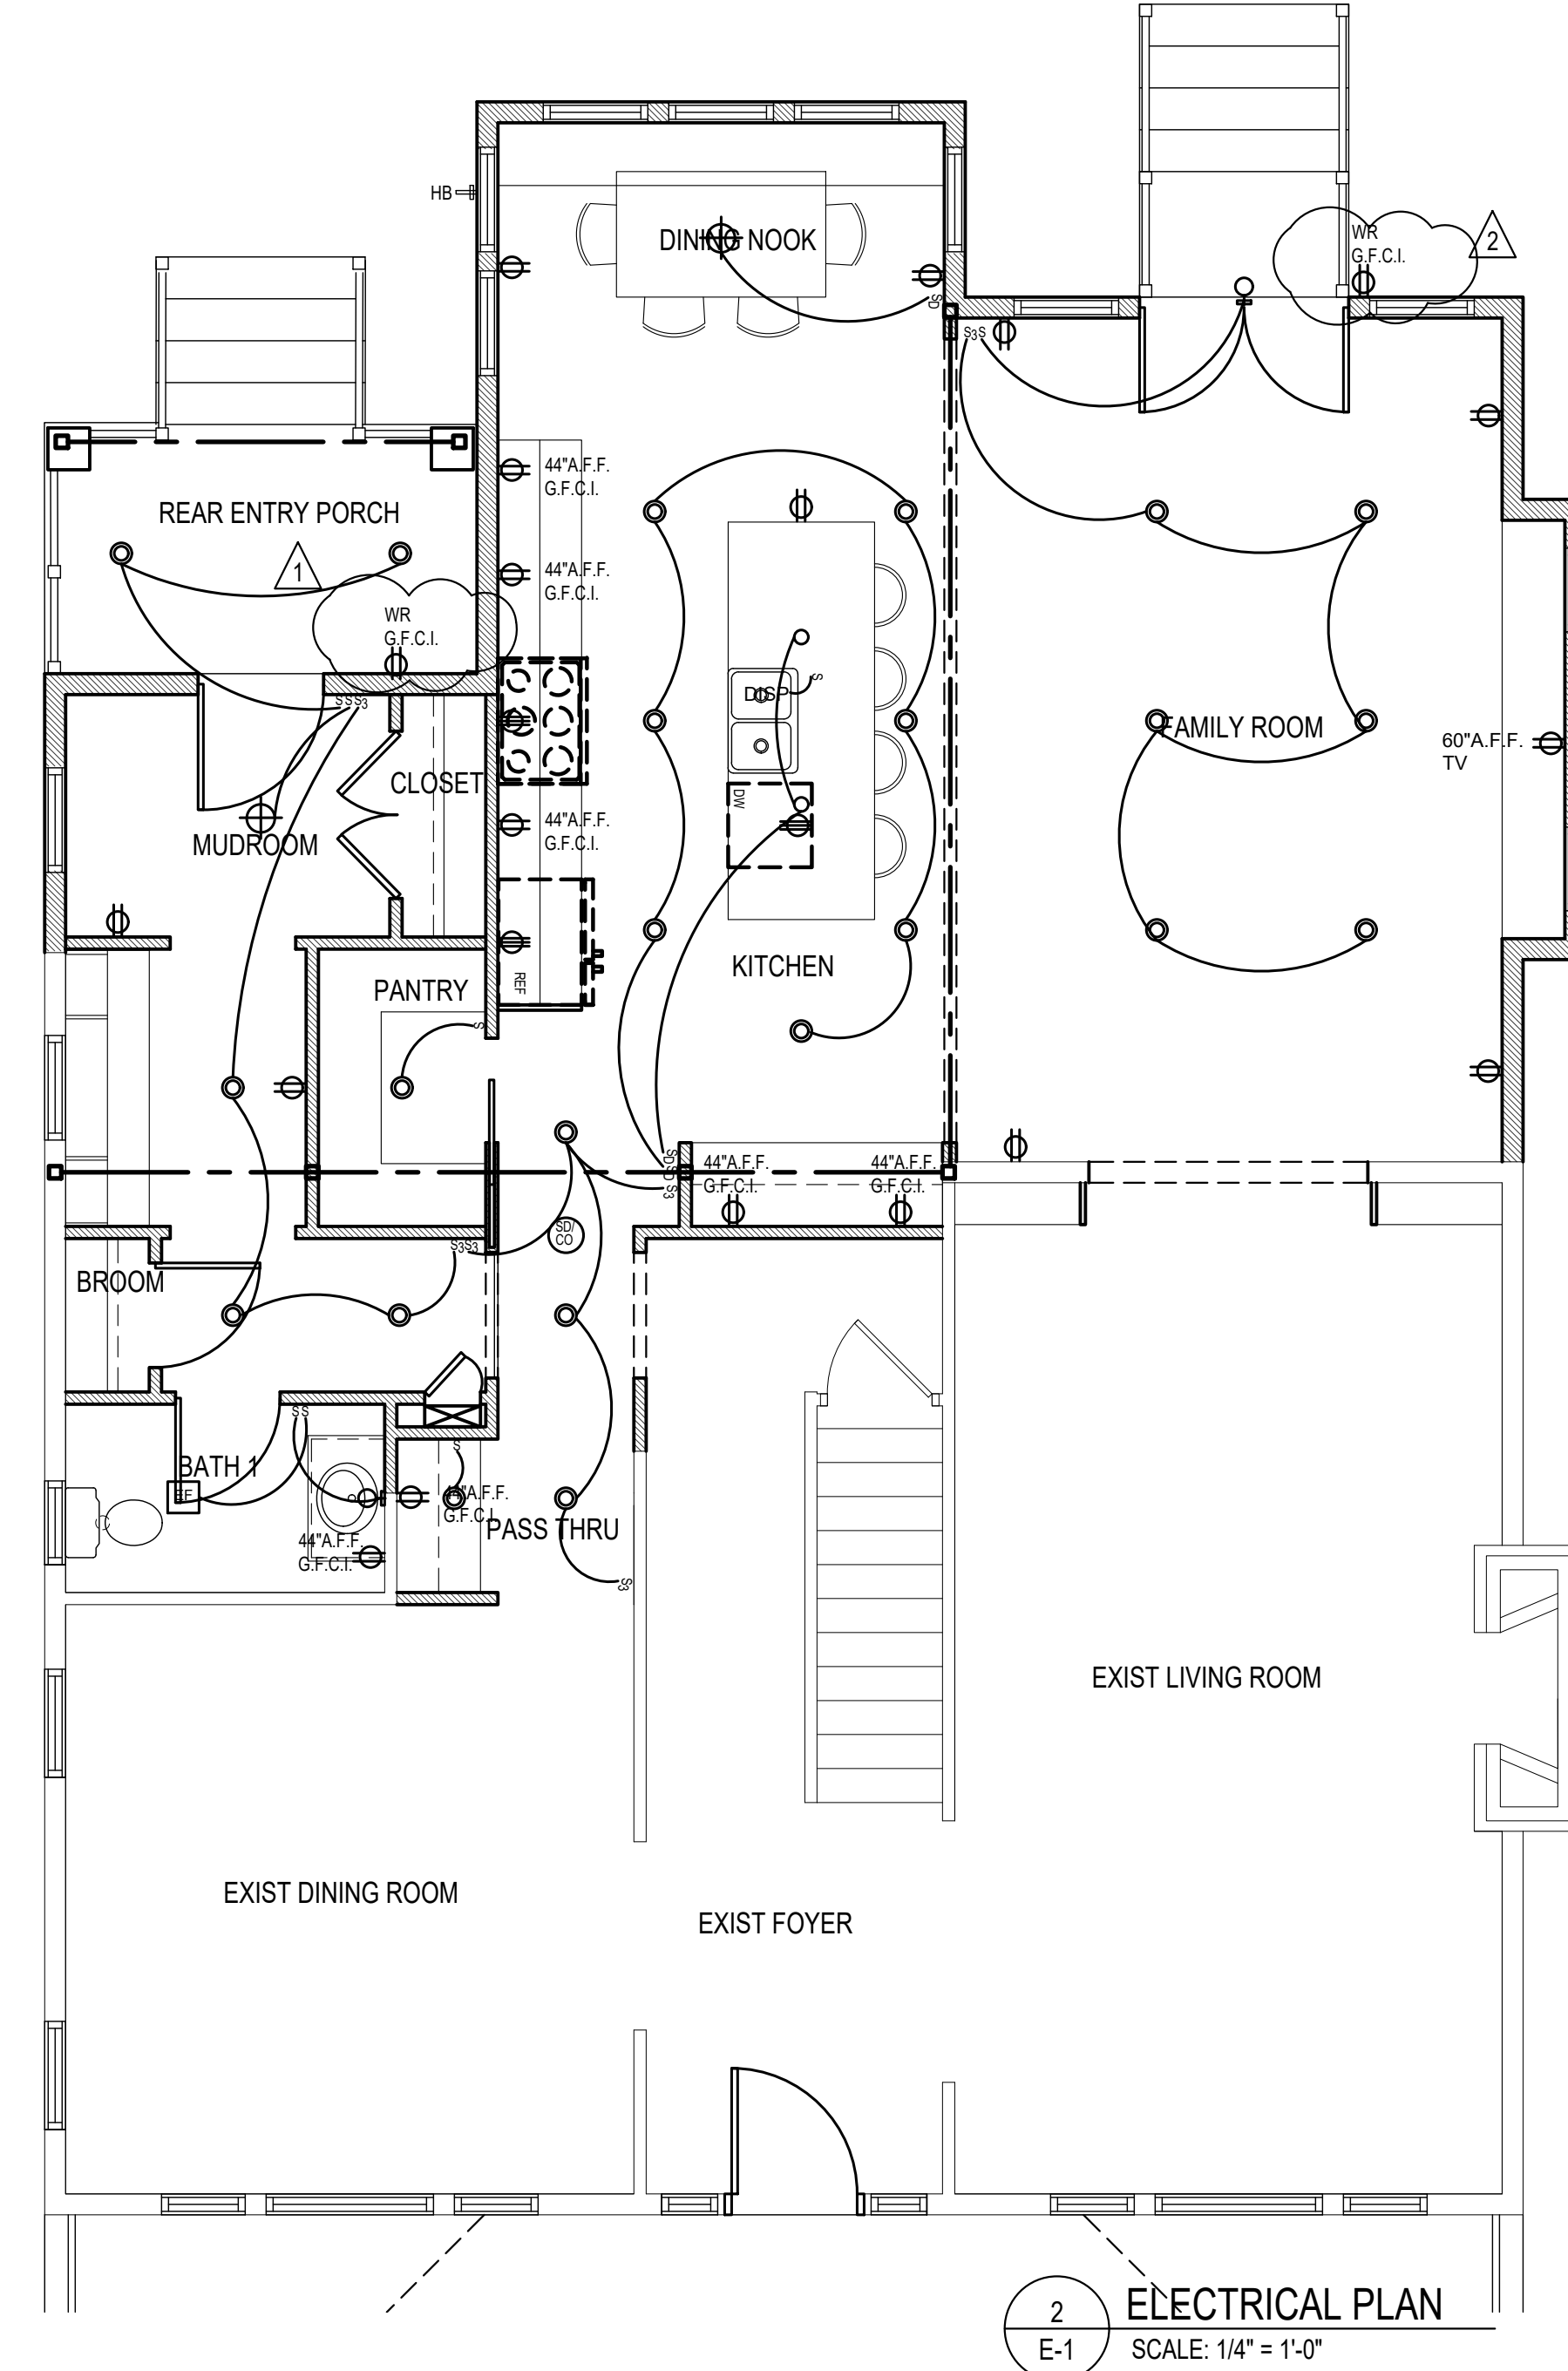 HB
DINING NOOK
WR
G.F.C.I.
2
SD
S3S
44"A.F.F.
G.F.C.I.
REAR ENTRY PORCH
1
44"A.F.F.
G.F.C.I.
WR
G.F.C.I.
SSS3
S
DISP
FAMILY ROOM
60"A.F.F.
TV
CLOSET
DW
44"A.F.F.
G.F.C.I.
MUDROOM
KITCHEN
REF
PANTRY
S
SD
SD
S3
44"A.F.F.
G.F.C.I.
44"A.F.F.
G.F.C.I.
SD/
CO
S3S3
BROOM
SS
S
BATH 1
EF
44"A.F.F.
G.F.C.I.
PASS THRU
44"A.F.F.
G.F.C.I.
S3
EXIST LIVING ROOM
EXIST DINING ROOM
EXIST FOYER
2
E-1
ELECTRICAL PLAN
SCALE: 1/4" = 1'-0"